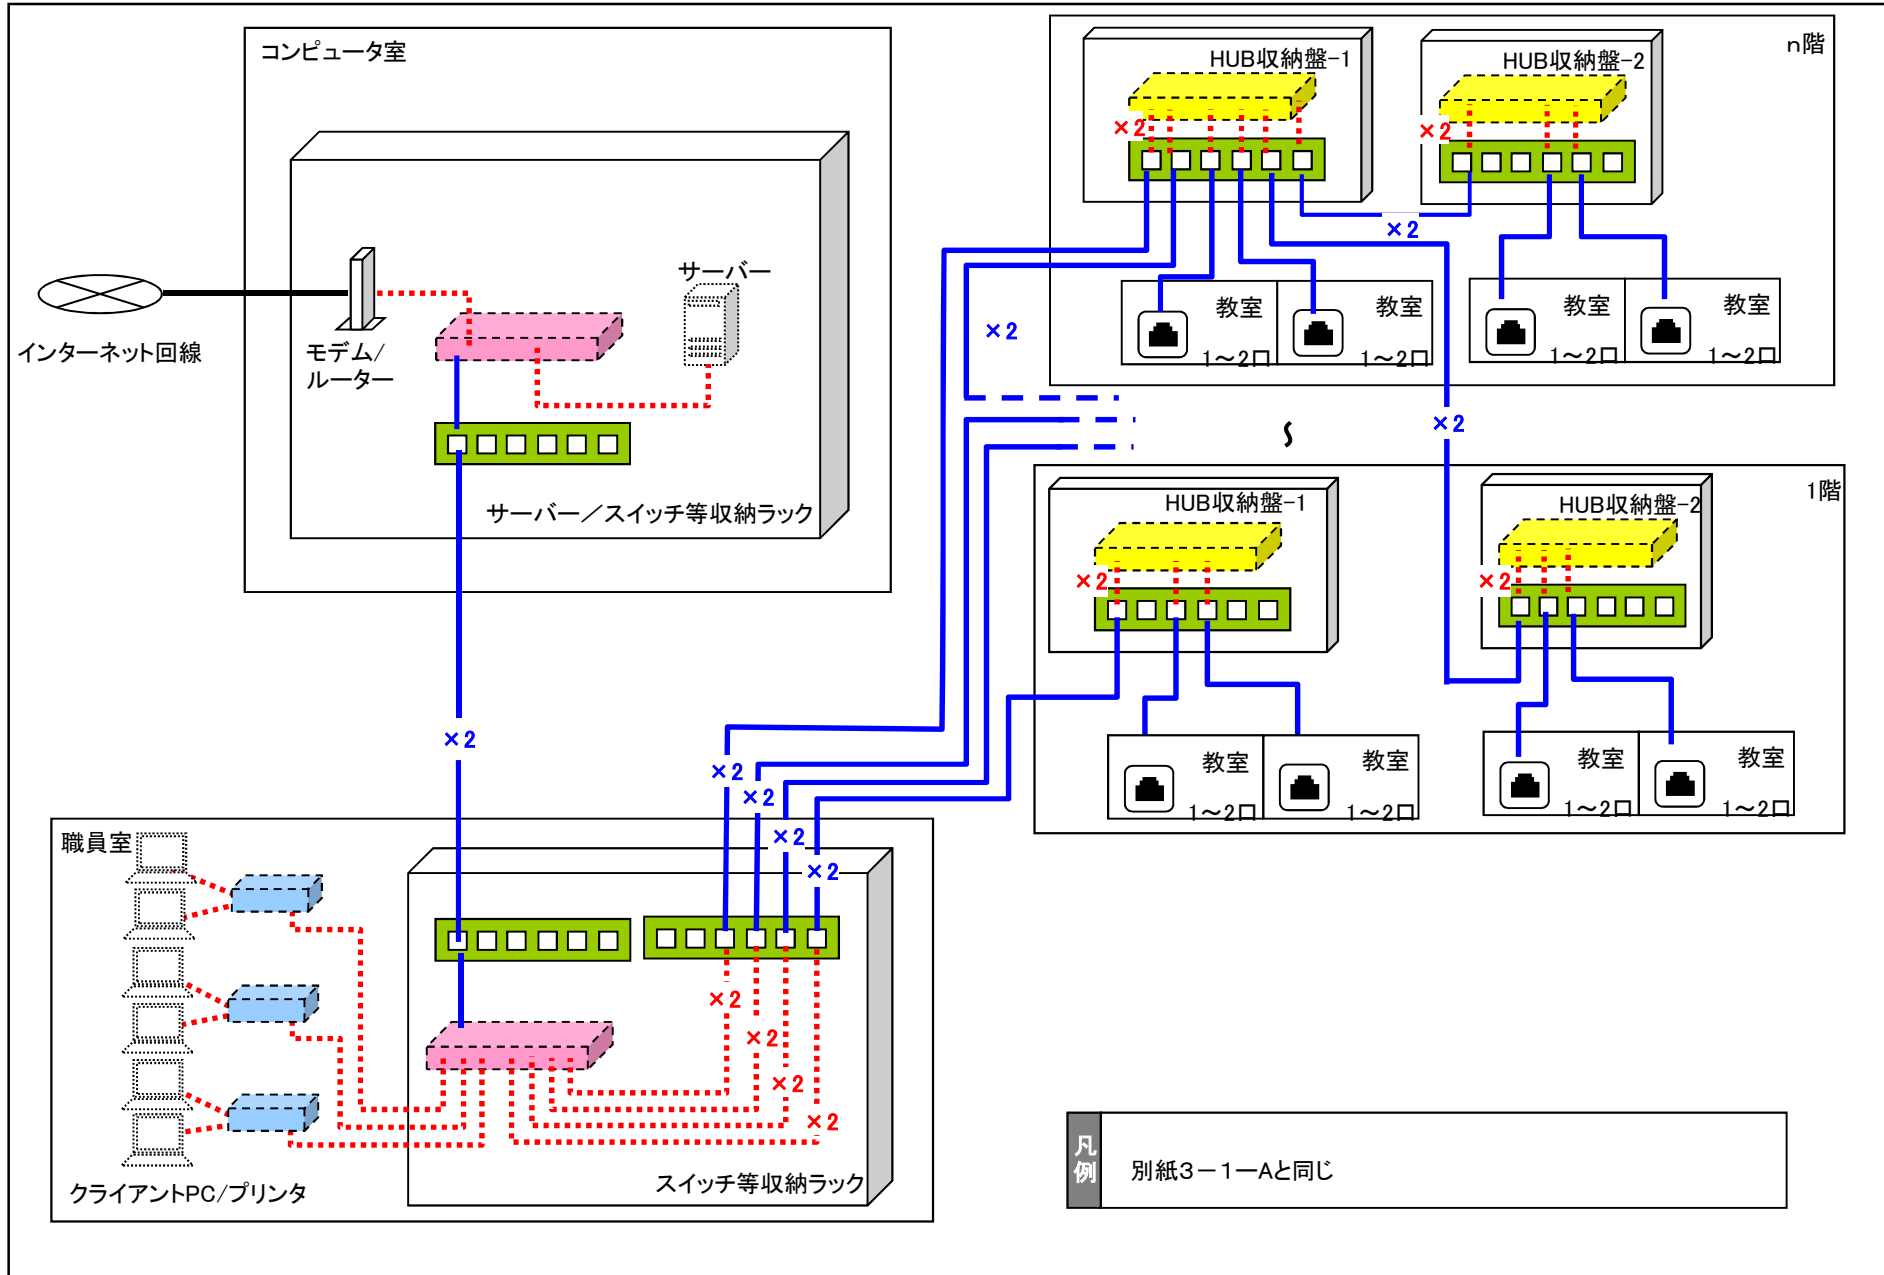 コンピュータ室
サーバー
インターネット回線
モデム/
ルーター
サーバー／スイッチ等収納ラック
×2
n階
HUB収納盤-1
HUB収納盤-2
×2
×2
×2
×2
教室
1～2口
教室
1～2口
教室
1～2口
教室
1～2口
×2
1階
HUB収納盤-1
HUB収納盤-2
×2
×2
教室
1～2口
教室
1～2口
教室
1～2口
教室
1～2口
×2
×2
×2
×2
職員室
×2
×2
×2
×2
クライアントPC/プリンタ
スイッチ等収納ラック
凡
例
別紙3－1ーAと同じ